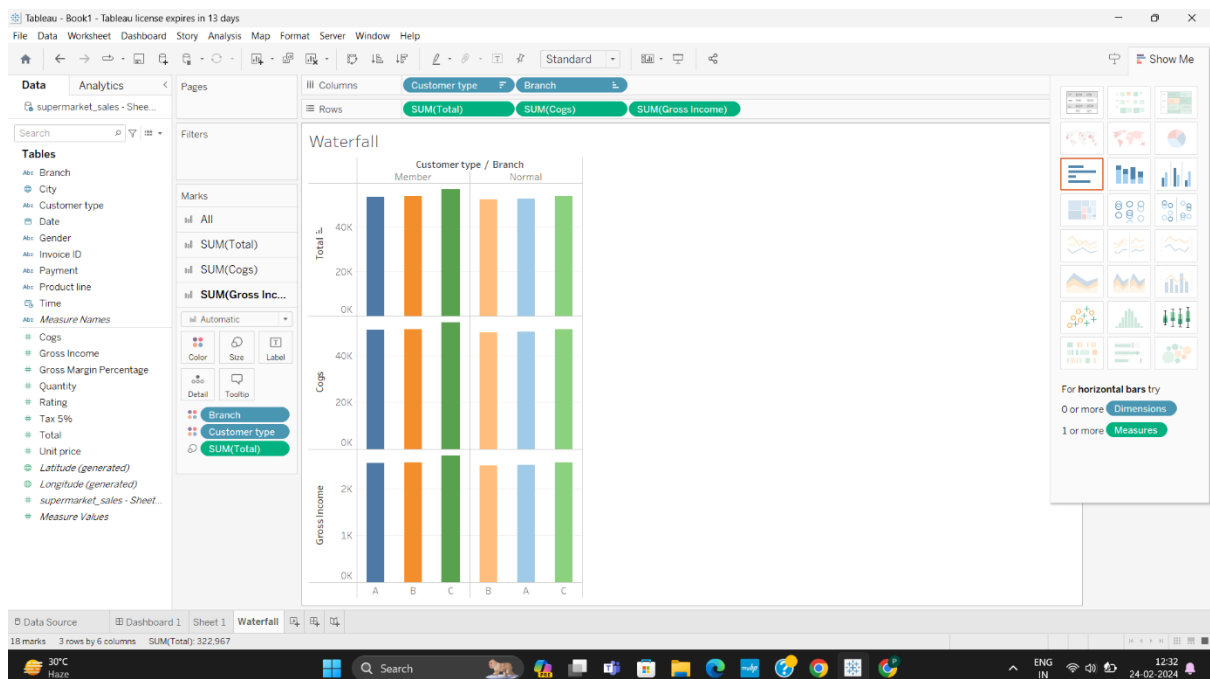 Tableau - Book1 - Tableau license expires in 13 days
File Data Worksheet Dashboard Story Analysis Map Format Server Window Help
Standard
Show Me
Data Analytics
supermarket_sales - Shee...
Search
Tables
Abc Branch
City
Abc Customer type
Date
Abc Gender
Abc Invoice ID
Abc Payment
Abc Product line
Time
Abc Measure Names
# Cogs
# Gross Income
# Gross Margin Percentage
# Quantity
# Rating
# Tax 5%
# Total
# Unit price
Latitude (generated)
Longitude (generated)
# supermarket_sales - Sheet...
# Measure Values
Pages
Filters
Marks
All
SUM(Total)
SUM(Cogs)
SUM(Gross Inc...
Automatic
Color Size Label
Detail Tooltip
Branch
Customer type
SUM(Total)
Columns Customer type Branch
Rows SUM(Total) SUM(Cogs) SUM(Gross Income)
Waterfall
Customer type / Branch
Member Normal
Total
40K
20K
0K
Cogs
40K
20K
0K
Gross Income
2K
1K
0K
A B C B A C
For horizontal bars try
0 or more Dimensions
1 or more Measures
Data Source Dashboard 1 Sheet 1 Waterfall
18 marks 3 rows by 6 columns SUM(Total): 322,967
30°C
Haze
Search
PRE
ENG
IN
12:32
24-02-2024